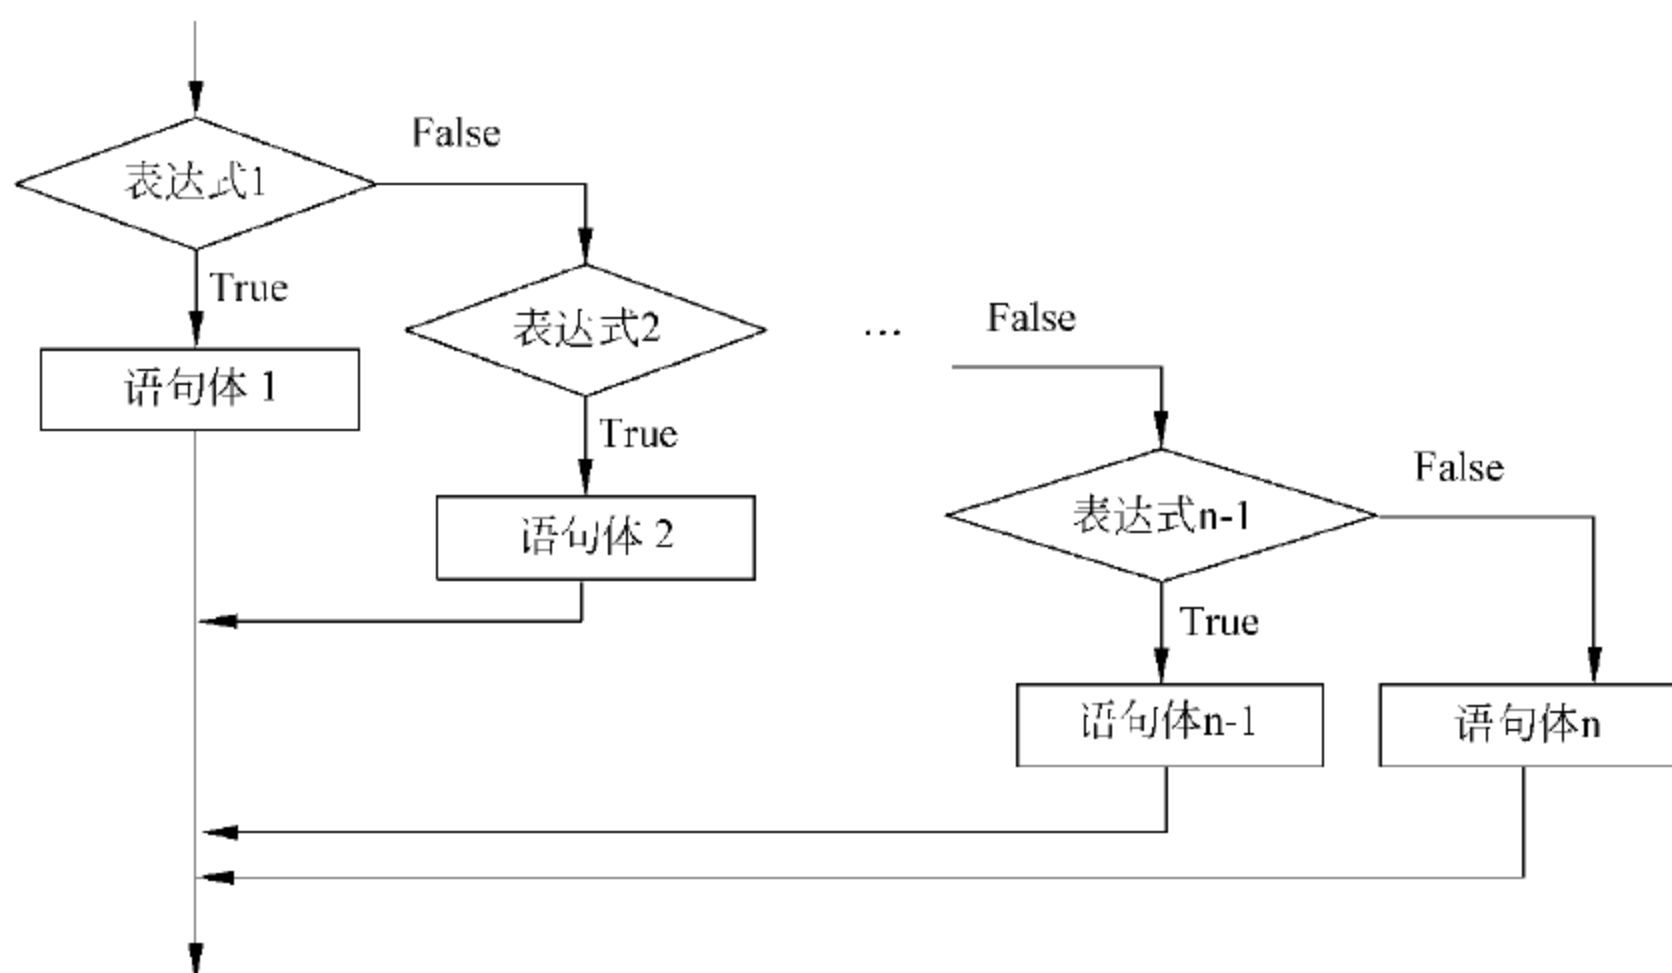 False
表达式1
True
表达式2
...
False
语句体 1
True
False
表达式n-1
语句体 2
True
语句体n-1
语句体n